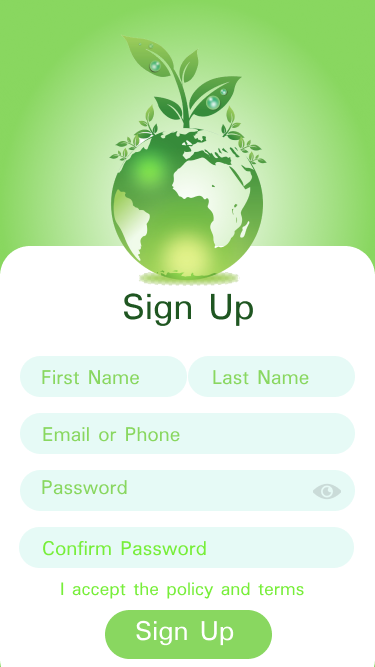 Sign Up
First Name Last Name
Email or Phone
Password
Confirm Password
I accept the policy and terms
Sign Up